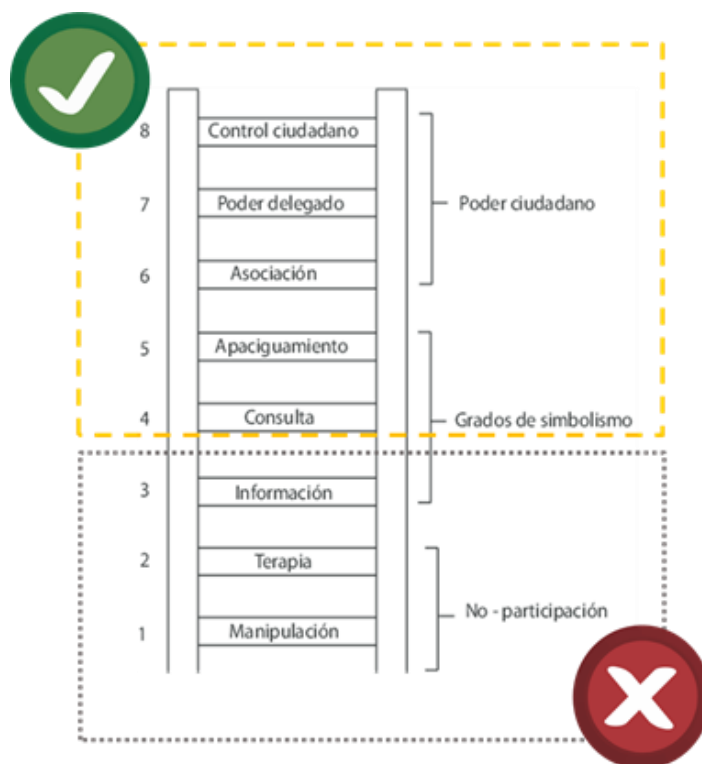 8 Control ciudadano
7 Poder delegado Poder ciudadano
6 Asociación
5 Apaciguamiento
4 Consulta Grados de simbolismo
3 Información
2 Terapia
No - participación
1 Manipulación